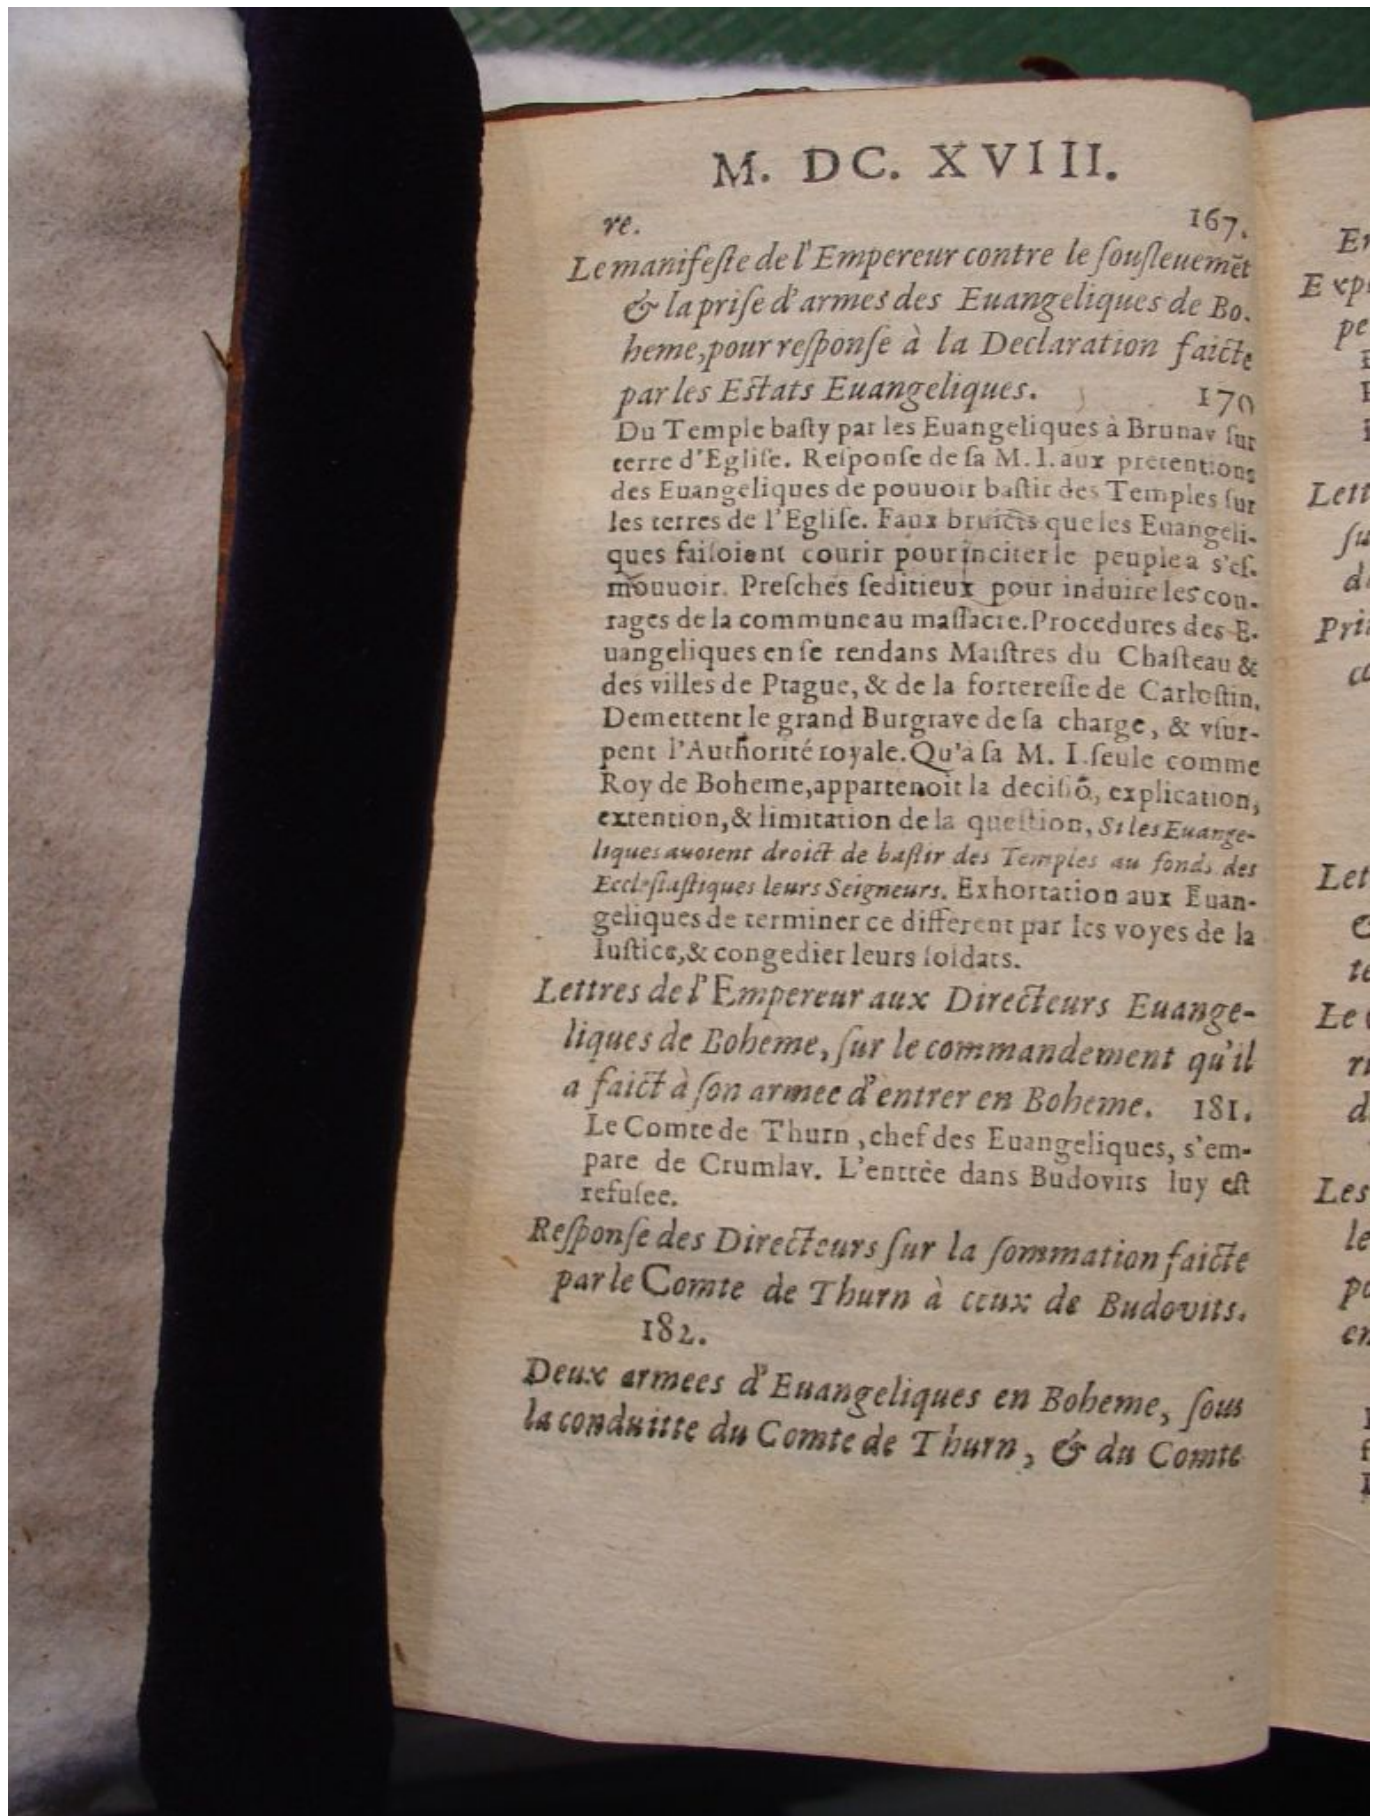 M. DC. XVIII.
re. 167.
Le manifeſte de l'Empereur contre le ſouſleuemẽt
& la priſe d'armes des Euangeliques de Bo.
heme, pour reſponſe à la Declaration faicte
par les Eſtats Euangeliques. 170
Du Temple baſty par les Euangeliques à Brunav ſur
terre d'Egliſe. Reſponſe de ſa M. I. aux pretentions
des Euangeliques de pouuoir baſtir des Temples ſur
les terres de l'Egliſe. Faux bruicts que les Euangeli-
ques faiſoient courir pour inciter le peuple a s'eſ-
mouuoir. Preſches ſeditieux pour induire les cou-
rages de la commune au maſſacre. Procedures des E-
uangeliques en ſe rendans Maiſtres du Chaſteau &
des villes de Prague, & de la fortereſſe de Carloſtin,
Demettent le grand Burgrave de ſa charge, & vſur-
pent l'Authorité royale. Qu'à ſa M. I. ſeule comme
Roy de Boheme, appartenoit la deciſiõ, explication,
extention, & limitation de la queſtion, Si les Euange-
liques auoient droict de baſtir des Temples au fonds des
Eccleſiaſtiques leurs Seigneurs. Exhortation aux Euan-
geliques de terminer ce different par les voyes de la
Iuſtice, & congedier leurs ſoldats.
Lettres de l'Empereur aux Directeurs Euange-
liques de Boheme, ſur le commandement qu'il
a faict à ſon armee d'entrer en Boheme. 181.
Le Comte de Thurn, chef des Euangeliques, s'em-
pare de Crumlav. L'entrèe dans Budovits luy eſt
refuſee.
Reſponſe des Directeurs ſur la ſommation faicte
par le Comte de Thurn à ceux de Budovits.
182.
Deux armees d'Euangeliques en Boheme, ſous
la conduitte du Comte de Thurn, & du Comte
Lett
ſu
Let
te
Le
Les
le